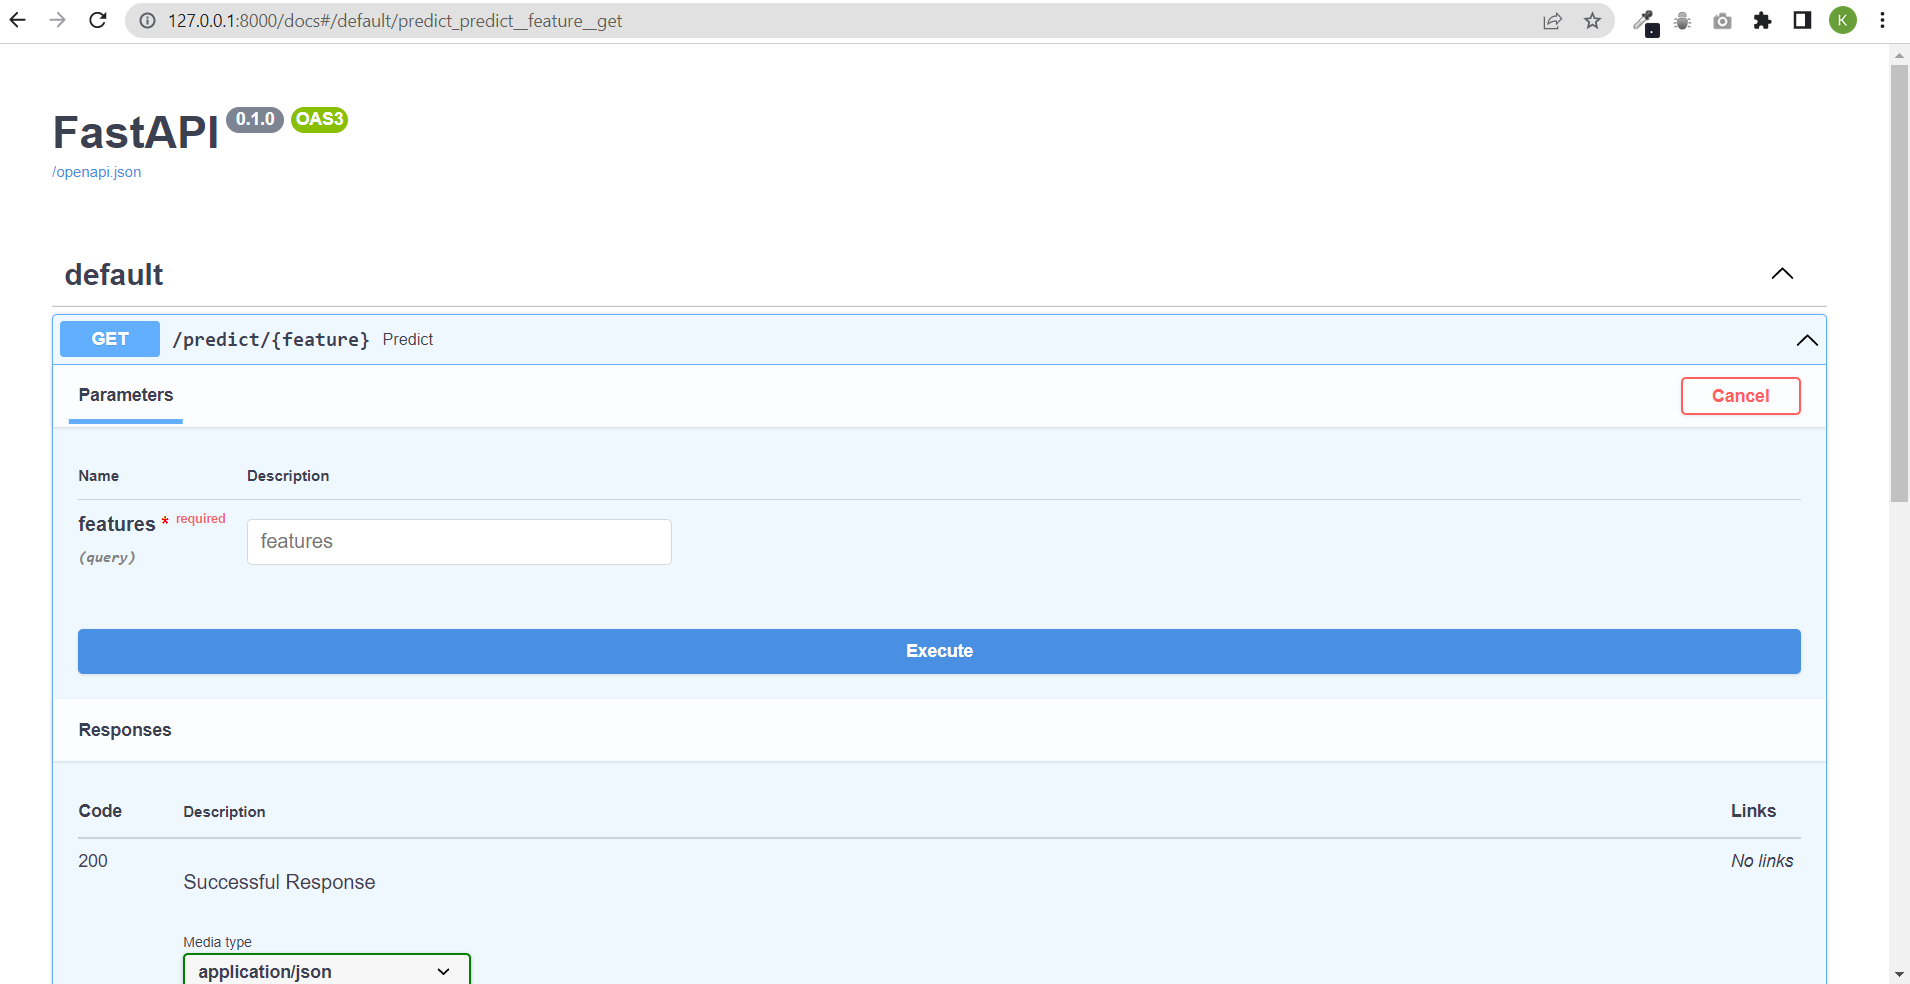 127.0.0.1:8000/docs#/default/predict_predict__feature__get
K
FastAPI 0.1.0 OAS3
/openapi.json
default
GET /predict/{feature} Predict
Parameters
Cancel
Name Description
features * required
features
(query)
Execute
Responses
Code Description Links
200 No links
Successful Response
Media type
application/json